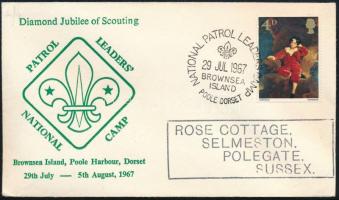 Diamond Jubilee of Scouting
PATROL LEADERS'
NATIONAL CAMP
Brownsea Island, Poole Harbour, Dorset
29th July — 5th August, 1967
NATIONAL PATROL LEADERS CAMP
29 JUL 1967
BROWNSEA
ISLAND
POOLE DORSET
4D
ROSE COTTAGE,
SELMESTON,
POLEGATE,
SUSSEX.